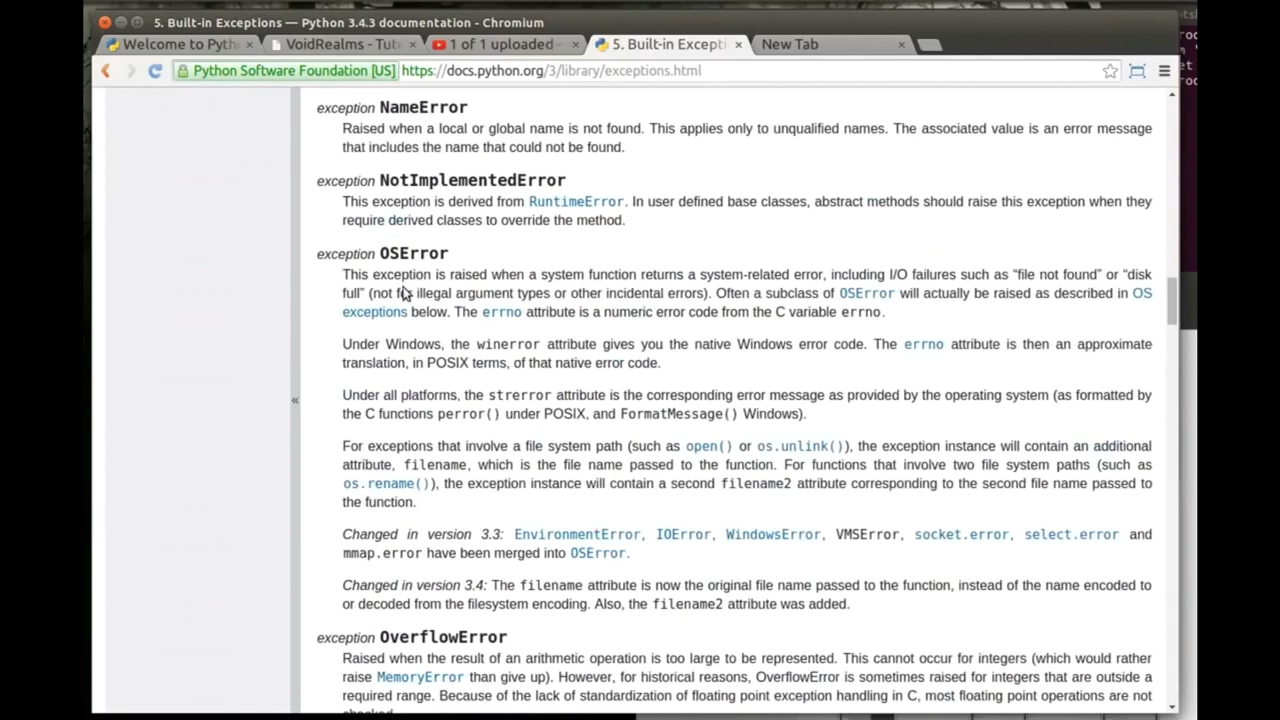 5. Built-in Exceptions — Python 3.4.3 documentation - Chromium
Welcome to Pyth
VoidRealms - Tuto
1 of 1 uploaded -
5. Built-in Excepti
New Tab
Python Software Foundation [US] https://docs.python.org/3/library/exceptions.html
exception NameError
Raised when a local or global name is not found. This applies only to unqualified names. The associated value is an error message
that includes the name that could not be found.
exception NotImplementedError
This exception is derived from RuntimeError. In user defined base classes, abstract methods should raise this exception when they
require derived classes to override the method.
exception OSError
This exception is raised when a system function returns a system-related error, including I/O failures such as “file not found” or “disk
full” (not for illegal argument types or other incidental errors). Often a subclass of OSError will actually be raised as described in OS
exceptions below. The errno attribute is a numeric error code from the C variable errno.
Under Windows, the winerror attribute gives you the native Windows error code. The errno attribute is then an approximate
translation, in POSIX terms, of that native error code.
Under all platforms, the strerror attribute is the corresponding error message as provided by the operating system (as formatted by
the C functions perror() under POSIX, and FormatMessage() Windows).
For exceptions that involve a file system path (such as open() or os.unlink()), the exception instance will contain an additional
attribute, filename, which is the file name passed to the function. For functions that involve two file system paths (such as
os.rename()), the exception instance will contain a second filename2 attribute corresponding to the second file name passed to
the function.
Changed in version 3.3: EnvironmentError, IOError, WindowsError, VMSError, socket.error, select.error and
mmap.error have been merged into OSError.
Changed in version 3.4: The filename attribute is now the original file name passed to the function, instead of the name encoded to
or decoded from the filesystem encoding. Also, the filename2 attribute was added.
exception OverflowError
Raised when the result of an arithmetic operation is too large to be represented. This cannot occur for integers (which would rather
raise MemoryError than give up). However, for historical reasons, OverflowError is sometimes raised for integers that are outside a
required range. Because of the lack of standardization of floating point exception handling in C, most floating point operations are not